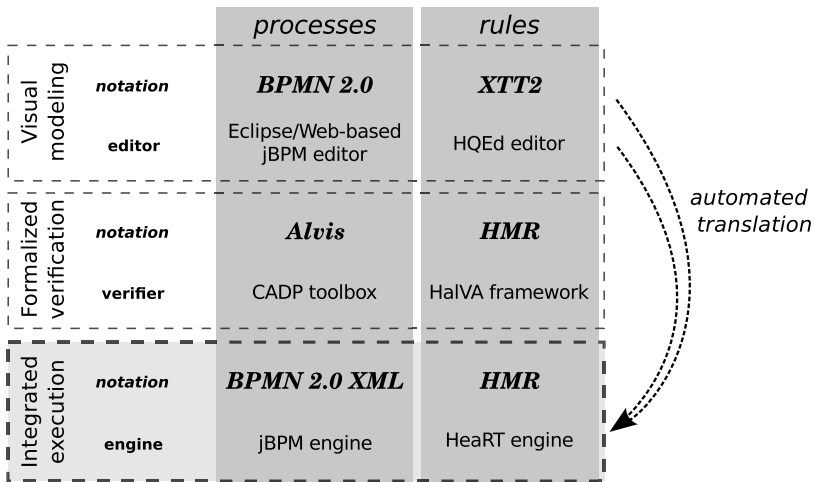 processes
rules
Visual
modeling
notation
BPMN 2.0
XTT2
editor
Eclipse/Web-based
jBPM editor
HQEd editor
automated
translation
Formalized
verification
notation
Alvis
HMR
verifier
CADP toolbox
HalVA framework
Integrated
execution
notation
BPMN 2.0 XML
HMR
engine
jBPM engine
HeaRT engine